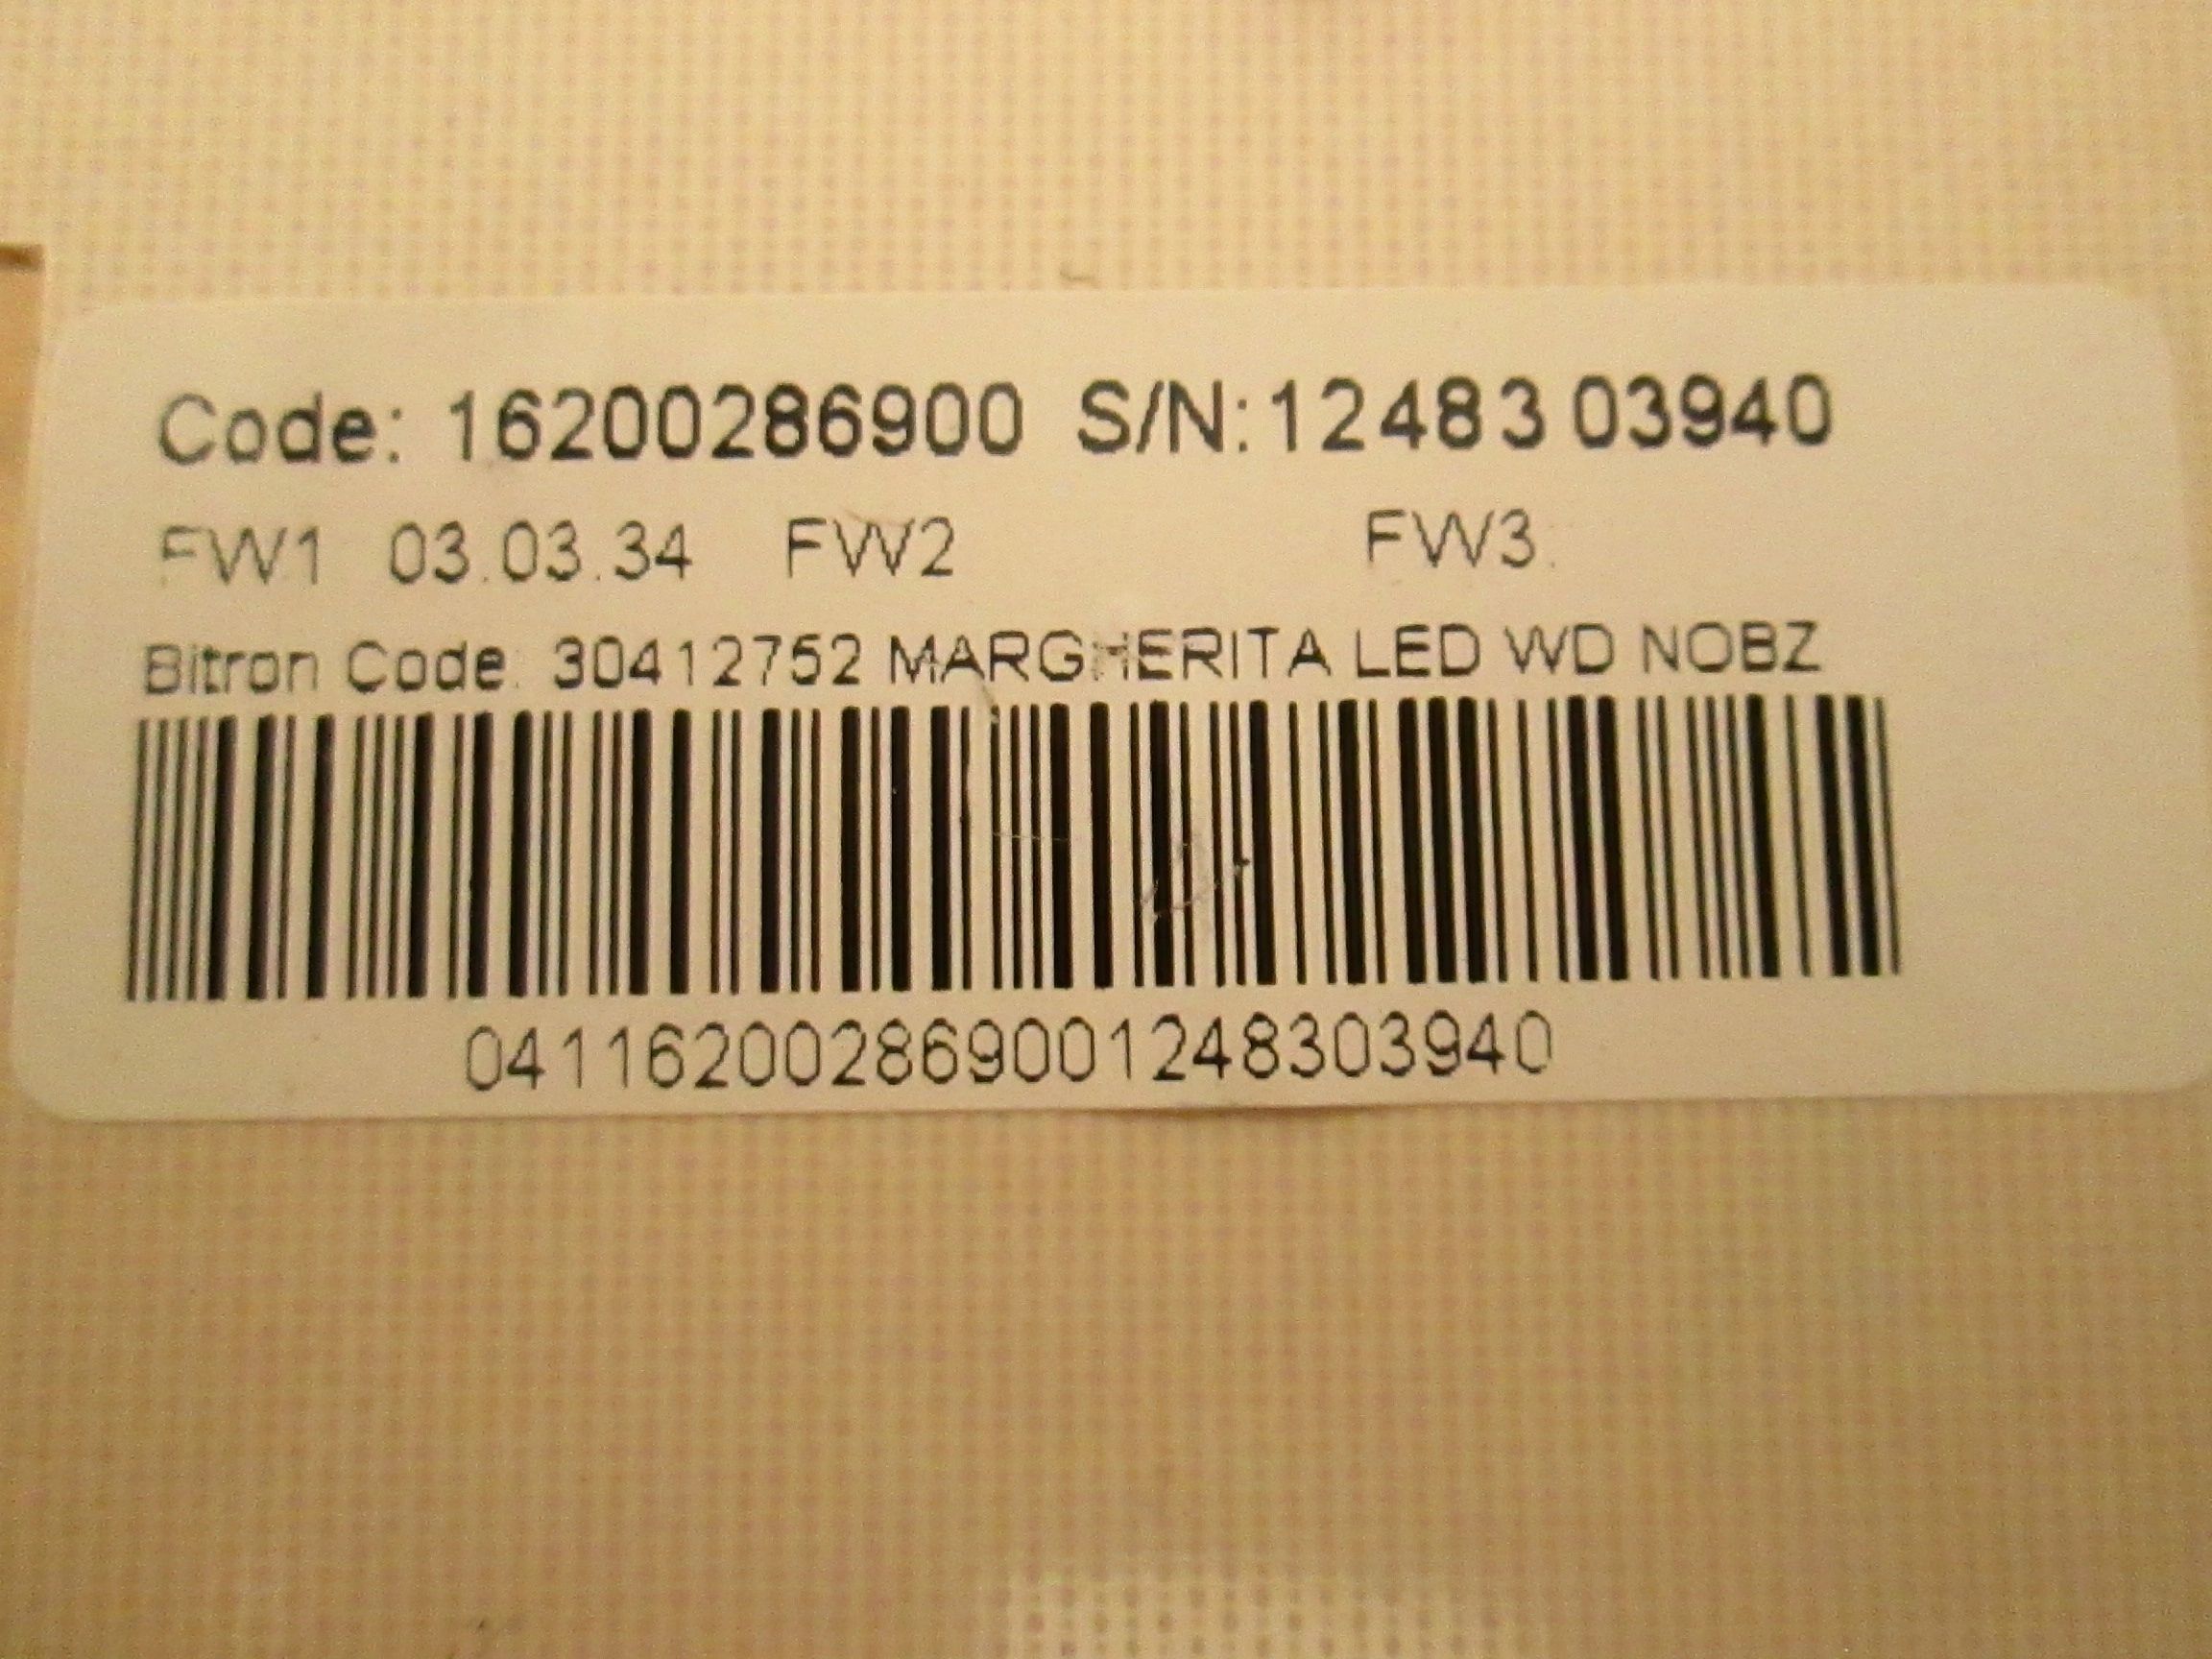 Code: 16200286900 S/N:12483 03940
FW1 03.03.34 FW2 FW3.
Bitron Code: 30412752 MARGHERITA LED WD NOBZ
041162002869001248303940